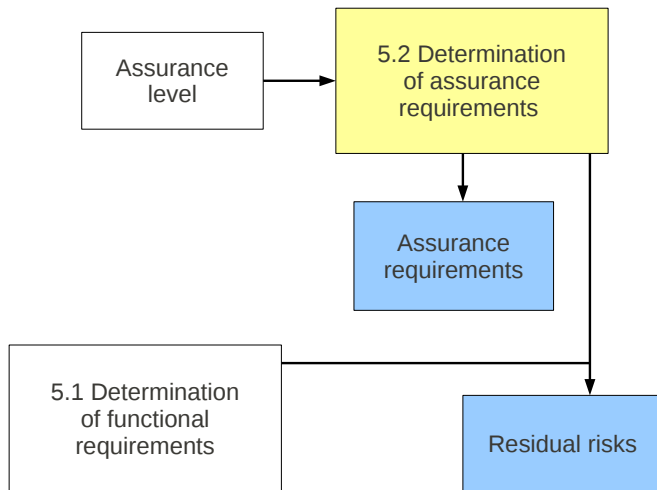 Assurance
level
5.2 Determination
of assurance
requirements
Assurance
requirements
5.1 Determination
of functional
requirements
Residual risks